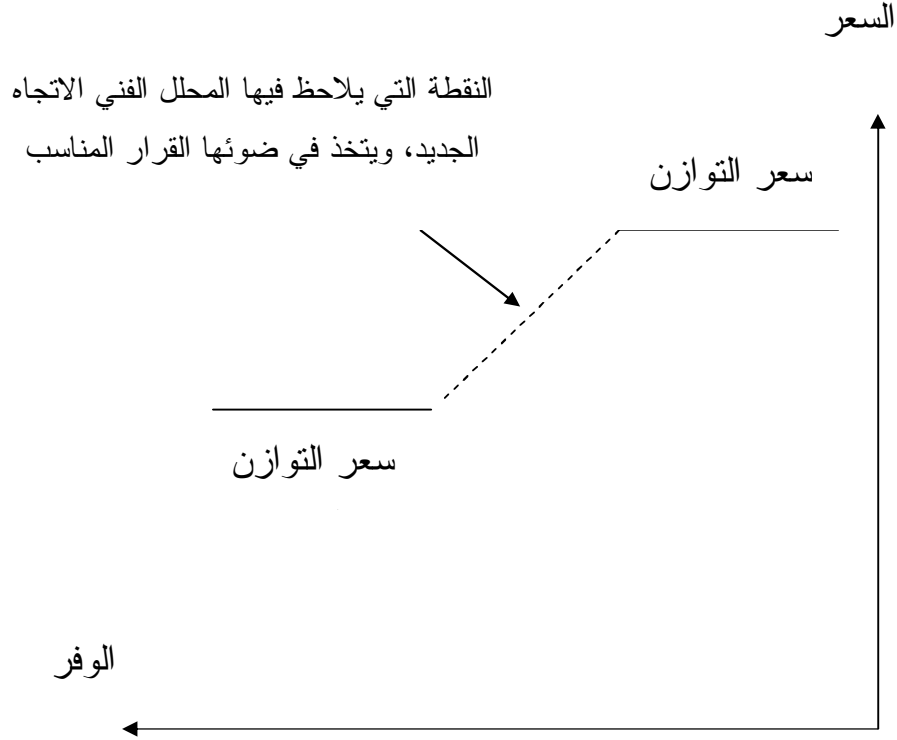 السعر
النقطة التي يلاحظ فيها المحلل الفني الاتجاه
الجديد، ويتخذ في ضوئها القرار المناسب
سعر التوازن
سعر التوازن
الوفر